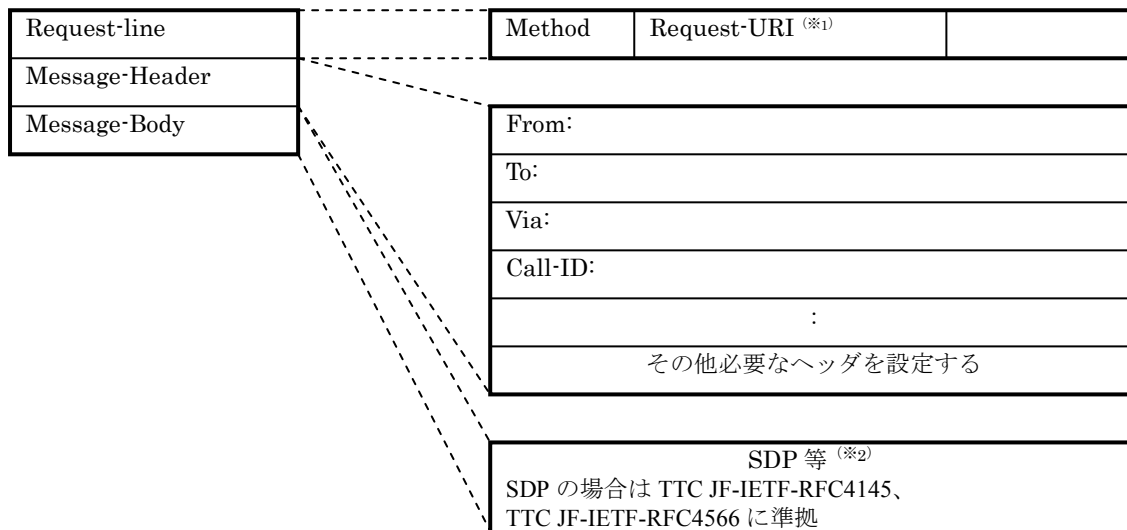 Request-line
Message-Header
Message-Body
Method Request-URI (※1)
From:
To:
Via:
Call-ID:
:
その他必要なヘッダを設定する
SDP 等 (※2)
SDP の場合は TTC JF-IETF-RFC4145、
TTC JF-IETF-RFC4566 に準拠